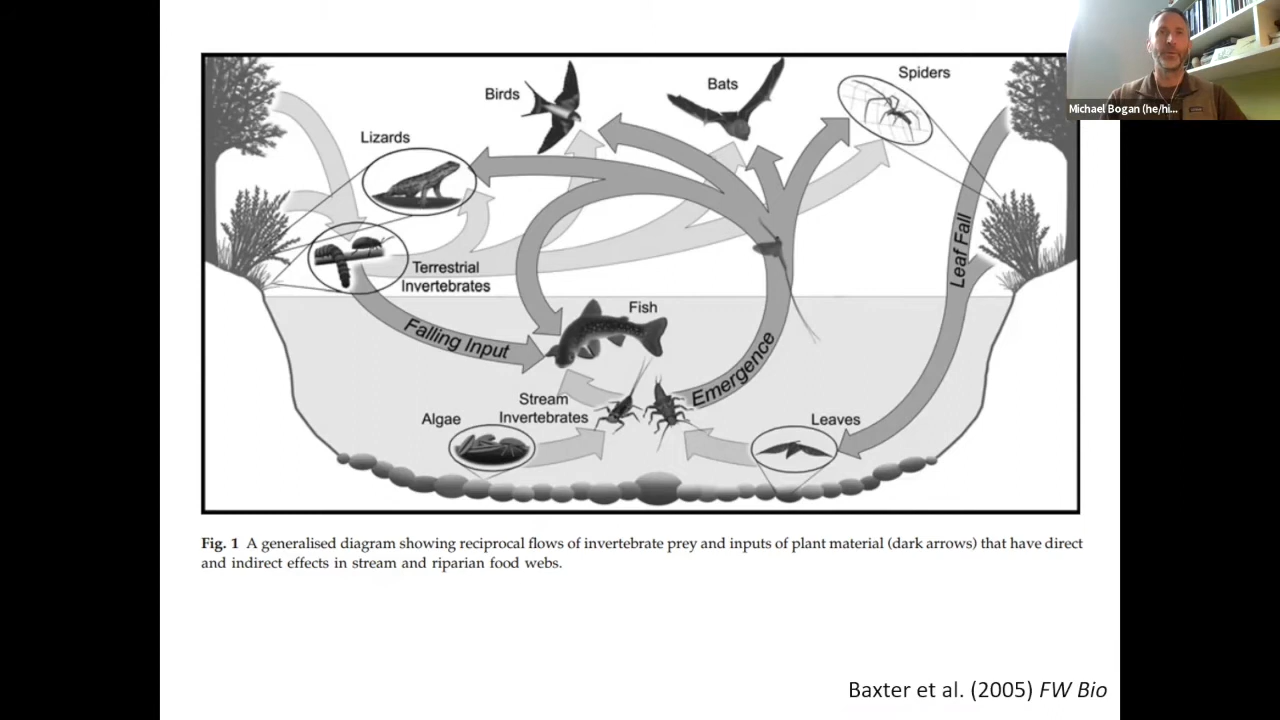 Michael Bogan (he/hi...
Birds
Bats
Spiders
Lizards
Terrestrial
Invertebrates
Leaf Fall
Fish
Falling Input
Emergence
Stream
Invertebrates
Algae
Leaves
Fig. 1 A generalised diagram showing reciprocal flows of invertebrate prey and inputs of plant material (dark arrows) that have direct
and indirect effects in stream and riparian food webs.
Baxter et al. (2005) FW Bio